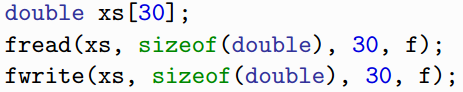 double xs[30];
fread(xs, sizeof(double), 30, f);
fwrite(xs, sizeof(double), 30, f);